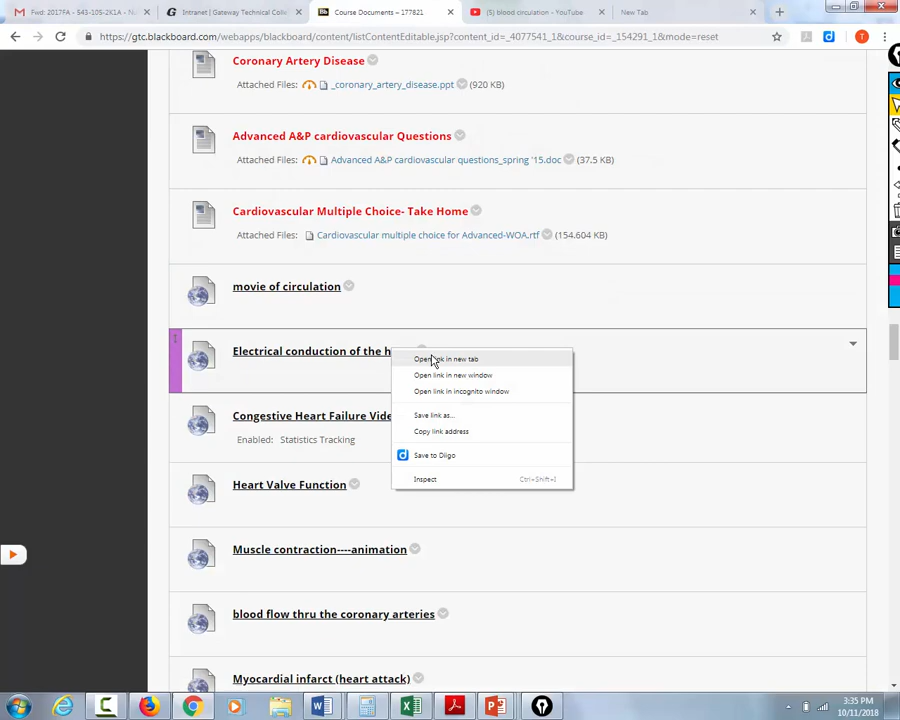 Fwd: 2017FA - 543-105-2K1A - N
Intranet | Gateway Technical Coll
Course Documents – 177821
(5) blood circulation - YouTube
New Tab
https://gtc.blackboard.com/webapps/blackboard/content/listContentEditable.jsp?content_id=_4077541_1&course_id=_154291_1&mode=reset
Coronary Artery Disease
Attached Files: _coronary_artery_disease.ppt (920 KB)
Advanced A&P cardiovascular Questions
Attached Files: Advanced A&P cardiovascular questions_spring '15.doc (37.5 KB)
Cardiovascular Multiple Choice- Take Home
Attached Files: Cardiovascular multiple choice for Advanced-WOA.rtf (154.604 KB)
movie of circulation
Electrical conduction of the h
Open link in new tab
Open link in new window
Open link in incognito window
Save link as...
Copy link address
Save to Diigo
Inspect Ctrl+Shift+I
Congestive Heart Failure Vide
Enabled: Statistics Tracking
Heart Valve Function
Muscle contraction----animation
blood flow thru the coronary arteries
Myocardial infarct (heart attack)
3:35 PM
10/11/2018